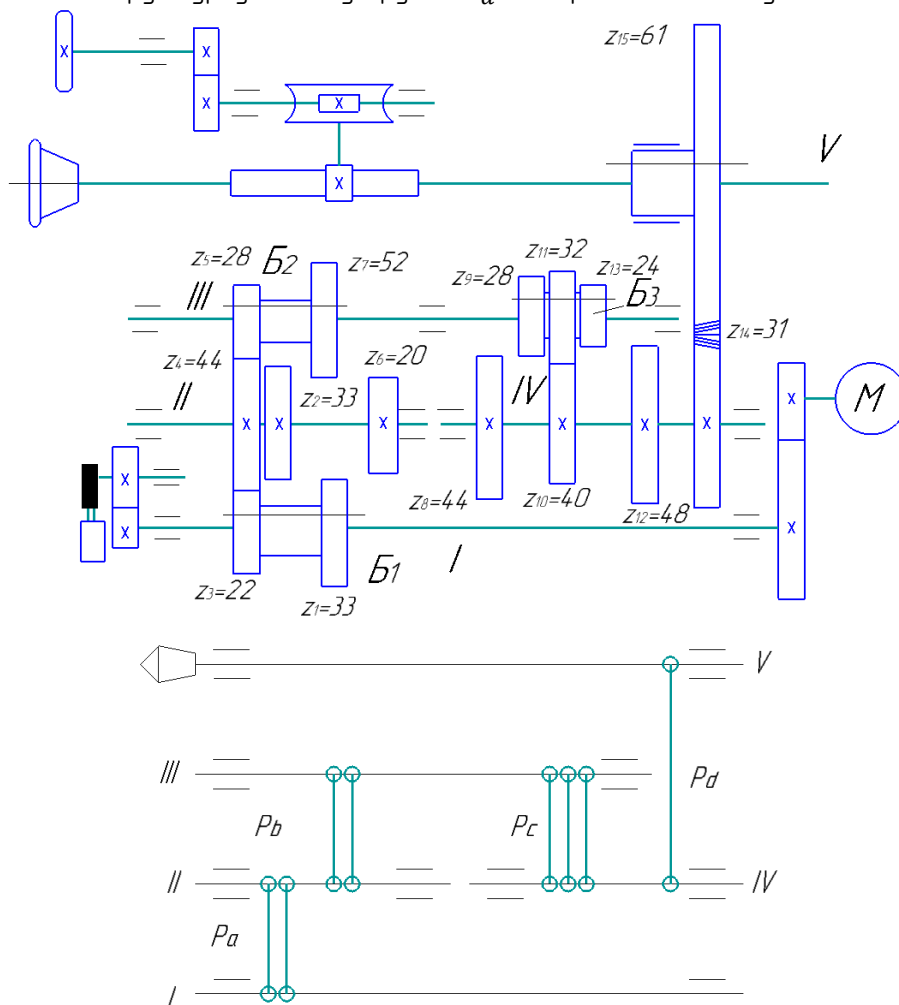 z15=61
V
z5=28
Б2
z7=52
z11=32
z9=28
z13=24
III
Б3
z14=31
z4=44
z6=20
II
z2=33
IV
М
z8=44
z10=40
z12=48
Б1
I
z3=22
z1=33
V
III
Pd
Pb
Pc
II
IV
Pa
I